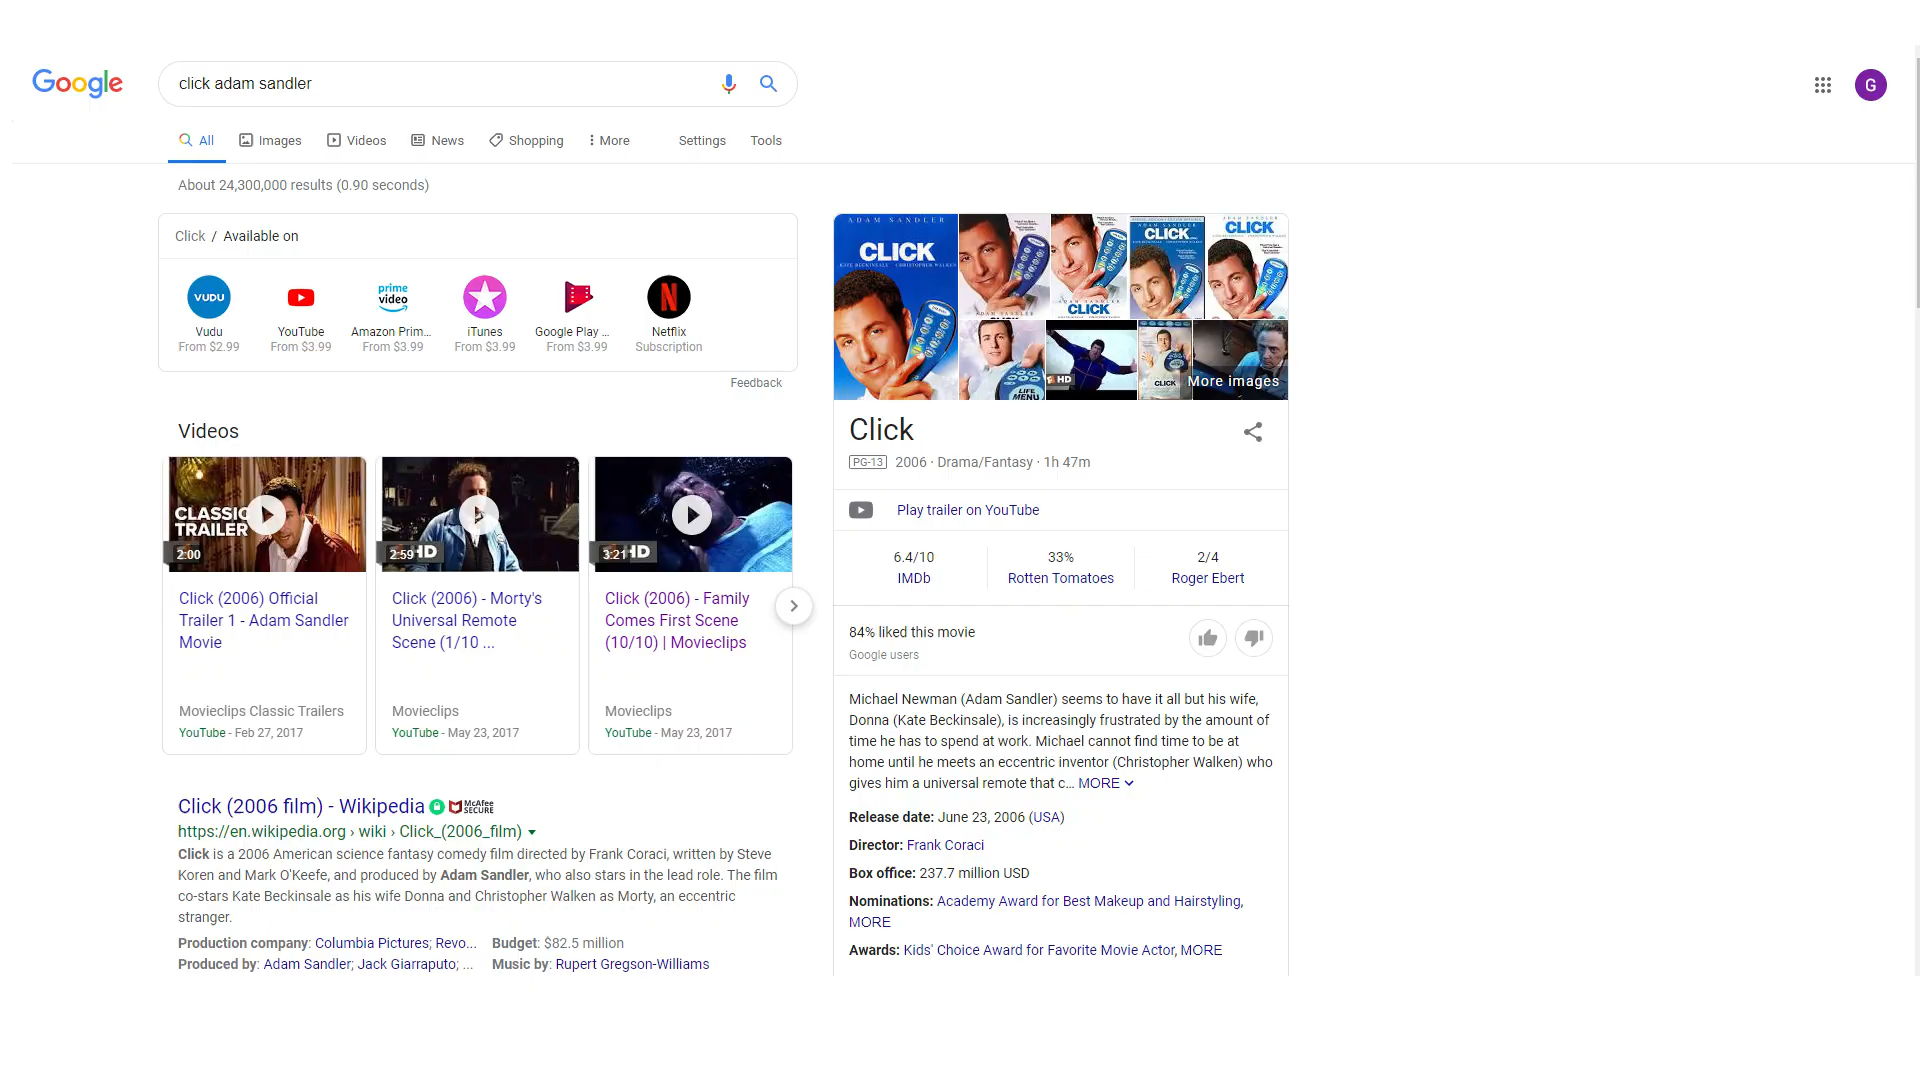 Google
click adam sandler
G
All
Images
Videos
News
Shopping
More
Settings
Tools
About 24,300,000 results (0.90 seconds)
Click / Available on
VUDU
prime
video
N
Vudu
From $2.99
YouTube
From $3.99
Amazon Prim...
From $3.99
iTunes
From $3.99
Google Play ...
From $3.99
Netflix
Subscription
Feedback
Videos
CLASSIC
TRAILER
2:00
2:59
HD
3:21
HD
Click (2006) Official
Trailer 1 - Adam Sandler
Movie
Movieclips Classic Trailers
YouTube - Feb 27, 2017
Click (2006) - Morty's
Universal Remote
Scene (1/10 ...
Movieclips
YouTube - May 23, 2017
Click (2006) - Family
Comes First Scene
(10/10) | Movieclips
Movieclips
YouTube - May 23, 2017
Click (2006 film) - Wikipedia McAfee SECURE
https://en.wikipedia.org › wiki › Click_(2006_film)
Click is a 2006 American science fantasy comedy film directed by Frank Coraci, written by Steve
Koren and Mark O'Keefe, and produced by Adam Sandler, who also stars in the lead role. The film
co-stars Kate Beckinsale as his wife Donna and Christopher Walken as Morty, an eccentric
stranger.
Production company: Columbia Pictures; Revo... Budget: $82.5 million
Produced by: Adam Sandler; Jack Giarraputo; ... Music by: Rupert Gregson-Williams
ADAM SANDLER
CLICK
KATE BECKINSALE CHRISTOPHER WALKEN
ADAM SANDLER
ADAM SANDLER
CLICK
ADAM SANDLER
CLICK
ADAM SANDLER
CLICK
LIFE
MENU
HD
CLICK
More images
Click
PG-13 2006 · Drama/Fantasy · 1h 47m
Play trailer on YouTube
6.4/10
IMDb
33%
Rotten Tomatoes
2/4
Roger Ebert
84% liked this movie
Google users
Michael Newman (Adam Sandler) seems to have it all but his wife,
Donna (Kate Beckinsale), is increasingly frustrated by the amount of
time he has to spend at work. Michael cannot find time to be at
home until he meets an eccentric inventor (Christopher Walken) who
gives him a universal remote that c... MORE
Release date: June 23, 2006 (USA)
Director: Frank Coraci
Box office: 237.7 million USD
Nominations: Academy Award for Best Makeup and Hairstyling,
MORE
Awards: Kids' Choice Award for Favorite Movie Actor, MORE